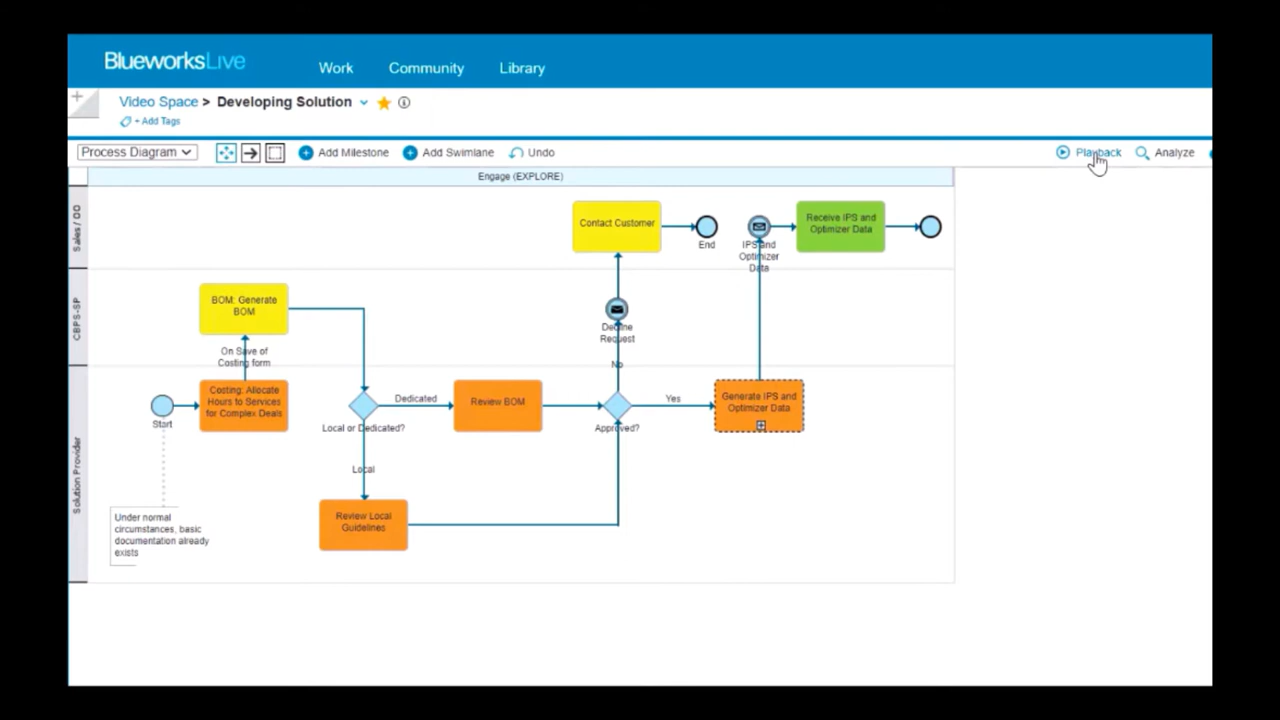 BlueworksLive
Work
Community
Library
Video Space > Developing Solution
+ Add Tags
Process Diagram
Add Milestone
Add Swimlane
Undo
Playback
Analyze
Engage (EXPLORE)
Sales / OO
Contact Customer
End
IPS and
Optimizer
Data
Receive IPS and
Optimizer Data
CBPS-SP
BOM: Generate
BOM
On Save of
Costing form
Decline
Request
No
Solution Provider
Start
Costing: Allocate
Hours to Services
for Complex Deals
Local or Dedicated?
Dedicated
Review BOM
Approved?
Yes
Generate IPS and
Optimizer Data
Local
Review Local
Guidelines
Under normal
circumstances, basic
documentation already
exists